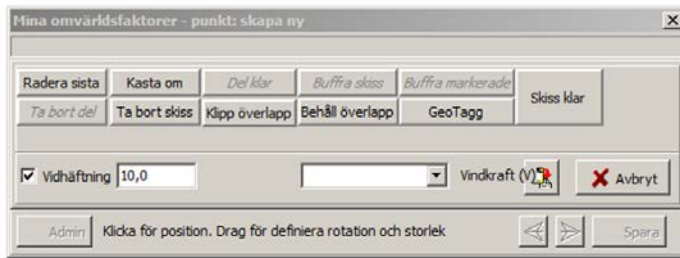 Mina omvärldsfaktorer - punkt: skapa ny
Radera sista Kasta om Del klar Buffra skiss Buffra markerade Skiss klar
Ta bort del Ta bort skiss Klipp överlapp Behåll överlapp GeoTagg
Vidhäftning 10,0 Vindkraft (V) Avbryt
Admin Klicka för position. Drag för definiera rotation och storlek Spara